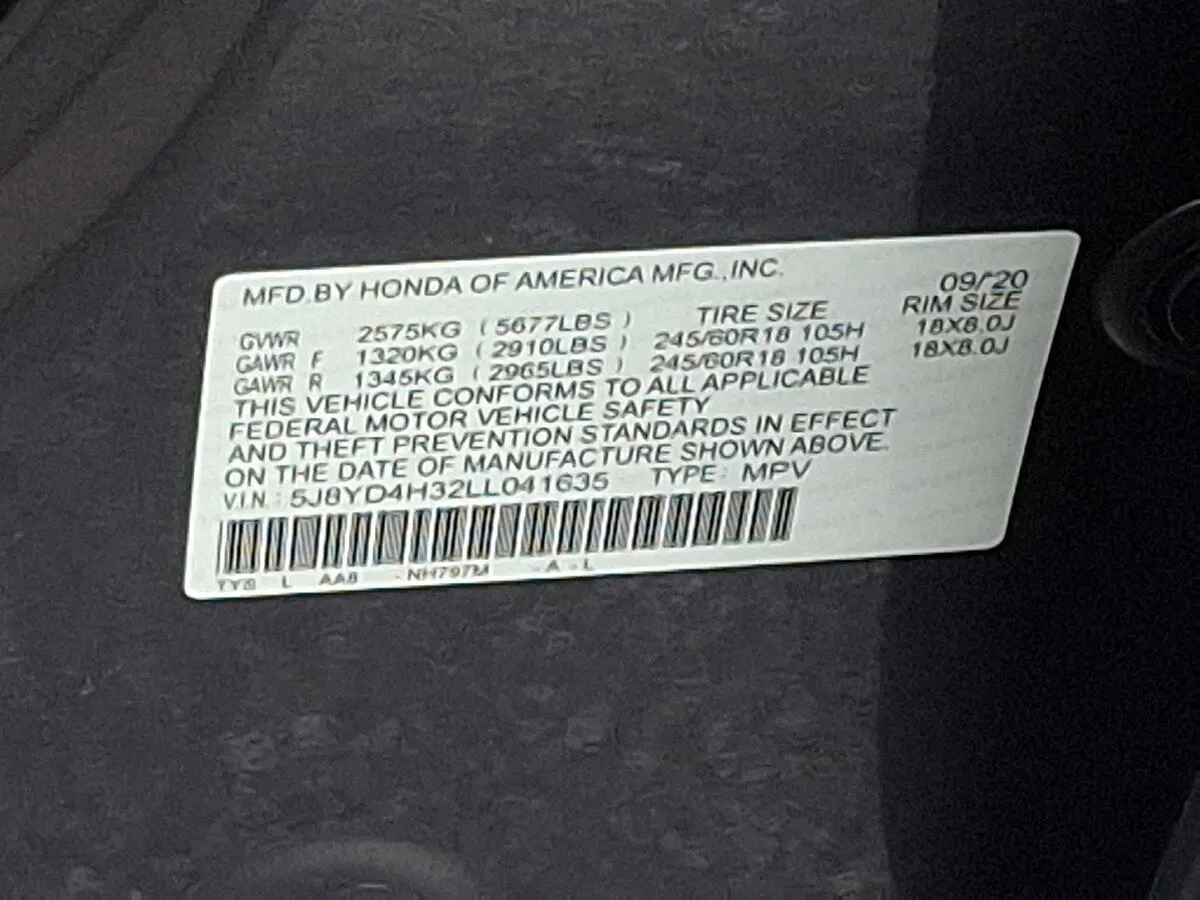 MFD.BY HONDA OF AMERICA MFG.,INC. 09/20
GVWR 2575KG (5677LBS) TIRE SIZE RIM SIZE
GAWR F 1320KG (2910LBS) 245/60R18 105H 18X8.0J
GAWR R 1345KG (2965LBS) 245/60R18 105H 18X8.0J
THIS VEHICLE CONFORMS TO ALL APPLICABLE
FEDERAL MOTOR VEHICLE SAFETY
AND THEFT PREVENTION STANDARDS IN EFFECT
ON THE DATE OF MANUFACTURE SHOWN ABOVE.
V.I.N.: 5J8YD4H32LL041635 TYPE: MPV
TYS L AA8 -NH797M -A-L